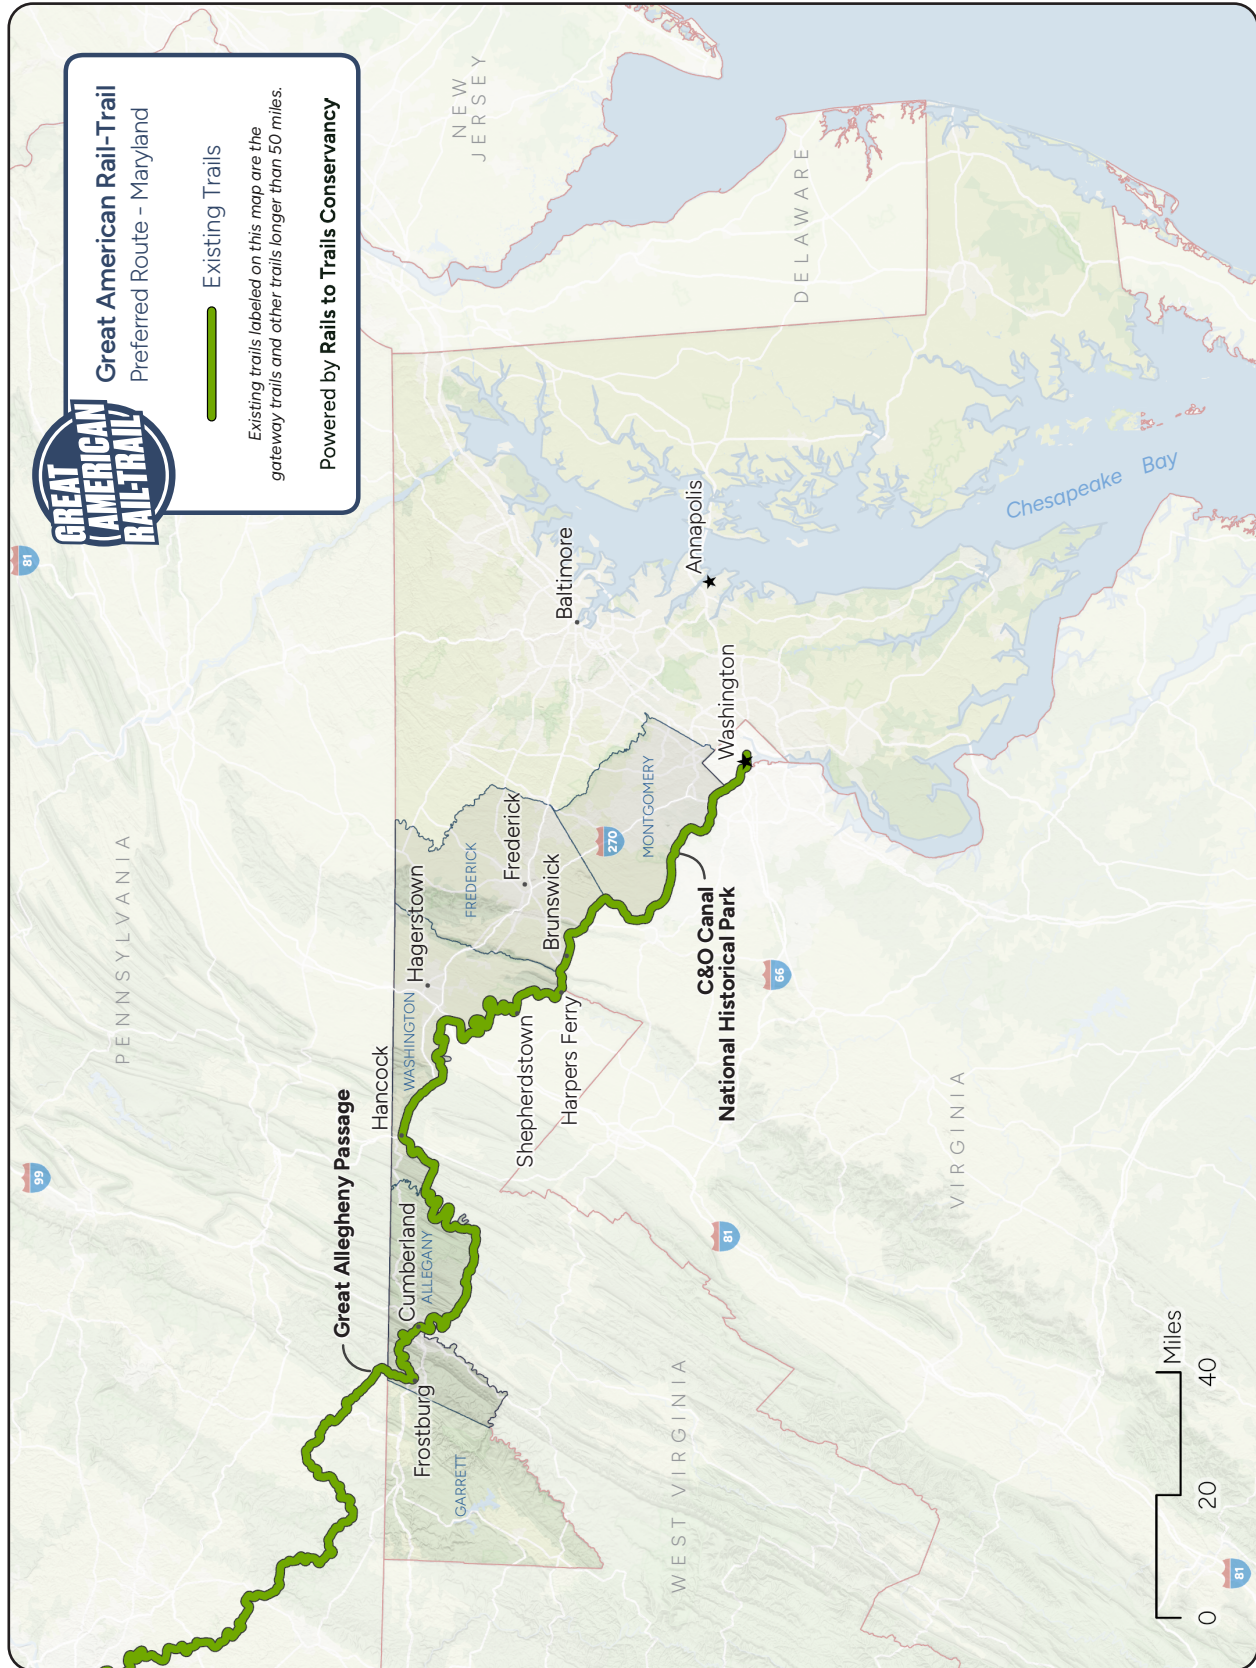 GREAT
AMERICAN
RAIL-TRAIL
Great American Rail-Trail
Preferred Route - Maryland
Existing Trails
Existing trails labeled on this map are the
gateway trails and other trails longer than 50 miles.
Powered by Rails to Trails Conservancy
PENNSYLVANIA
NEW
JERSEY
DELAWARE
VIRGINIA
WEST VIRGINIA
81
99
270
66
81
81
Great Allegheny Passage
C&O Canal
National Historical Park
Frostburg
Cumberland
Hancock
Hagerstown
Shepherdstown
Harpers Ferry
Brunswick
Frederick
Baltimore
Annapolis
Washington
GARRETT
ALLEGANY
WASHINGTON
FREDERICK
MONTGOMERY
Chesapeake Bay
0 20 40
Miles